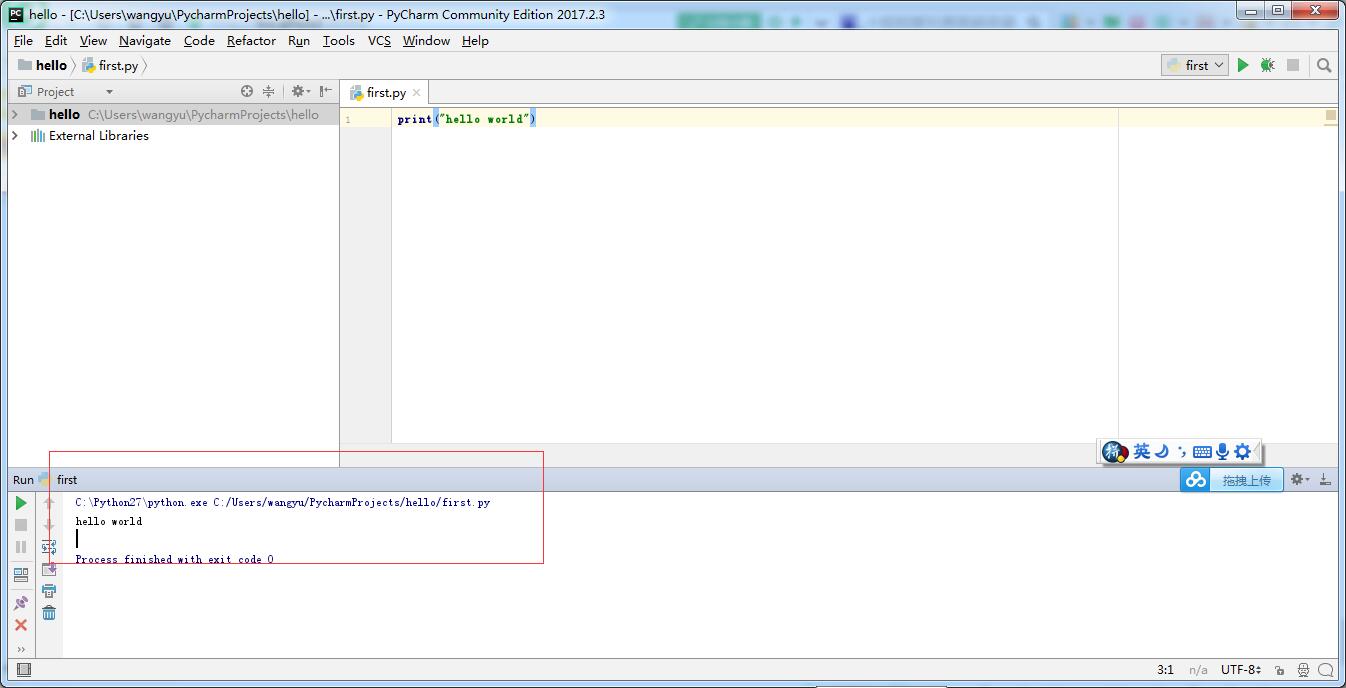 hello - [C:\Users\wangyu\PycharmProjects\hello] - ...\first.py - PyCharm Community Edition 2017.2.3
File Edit View Navigate Code Refactor Run Tools VCS Window Help
hello first.py first
Project first.py
hello C:\Users\wangyu\PycharmProjects\hello
1 print("hello world")
External Libraries
英
Run first
拖拽上传
C:\Python27\python.exe C:/Users/wangyu/PycharmProjects/hello/first.py
hello world
Process finished with exit code 0
3:1 n/a UTF-8